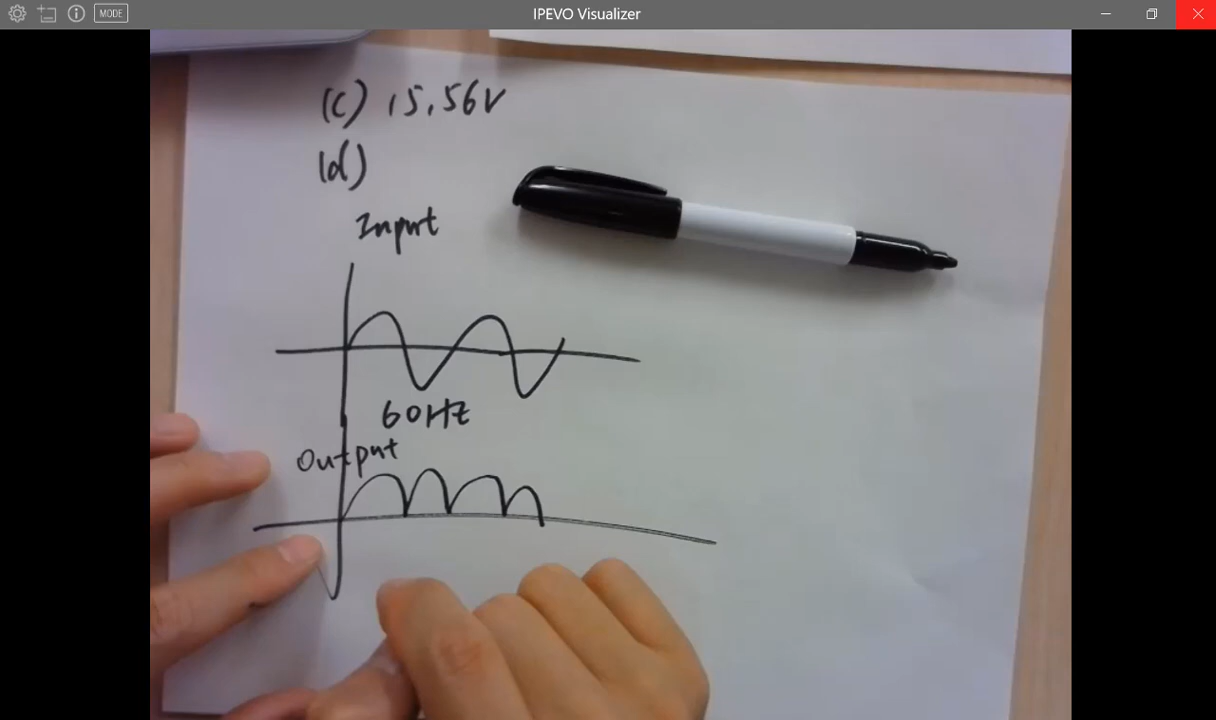 IPEVO Visualizer
MODE
(c) 15.56V
(d)
Input
60Hz
Output